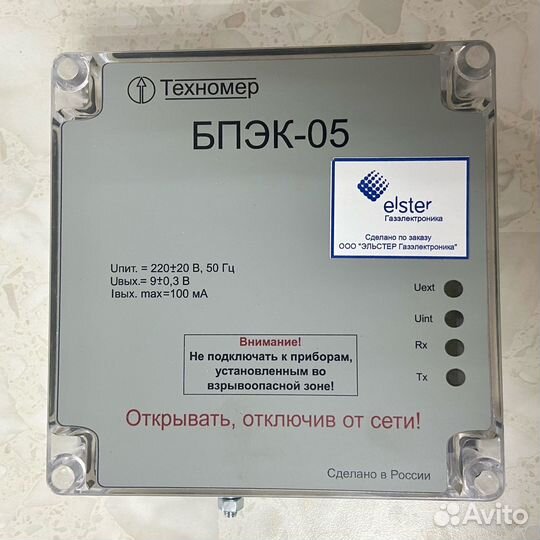 Техномер
БПЭК-05
elster
Газэлектроника
Сделано по заказу
ООО "ЭЛЬСТЕР Газэлектроника"
Uпит. = 220±20 В, 50 Гц
Uвых.= 9±0,3 В
Iвых. max=100 мА
Uext
Uint
Rx
Tx
Внимание!
Не подключать к приборам,
установленным во
взрывоопасной зоне!
Открывать, отключив от сети!
Сделано в России
Avito